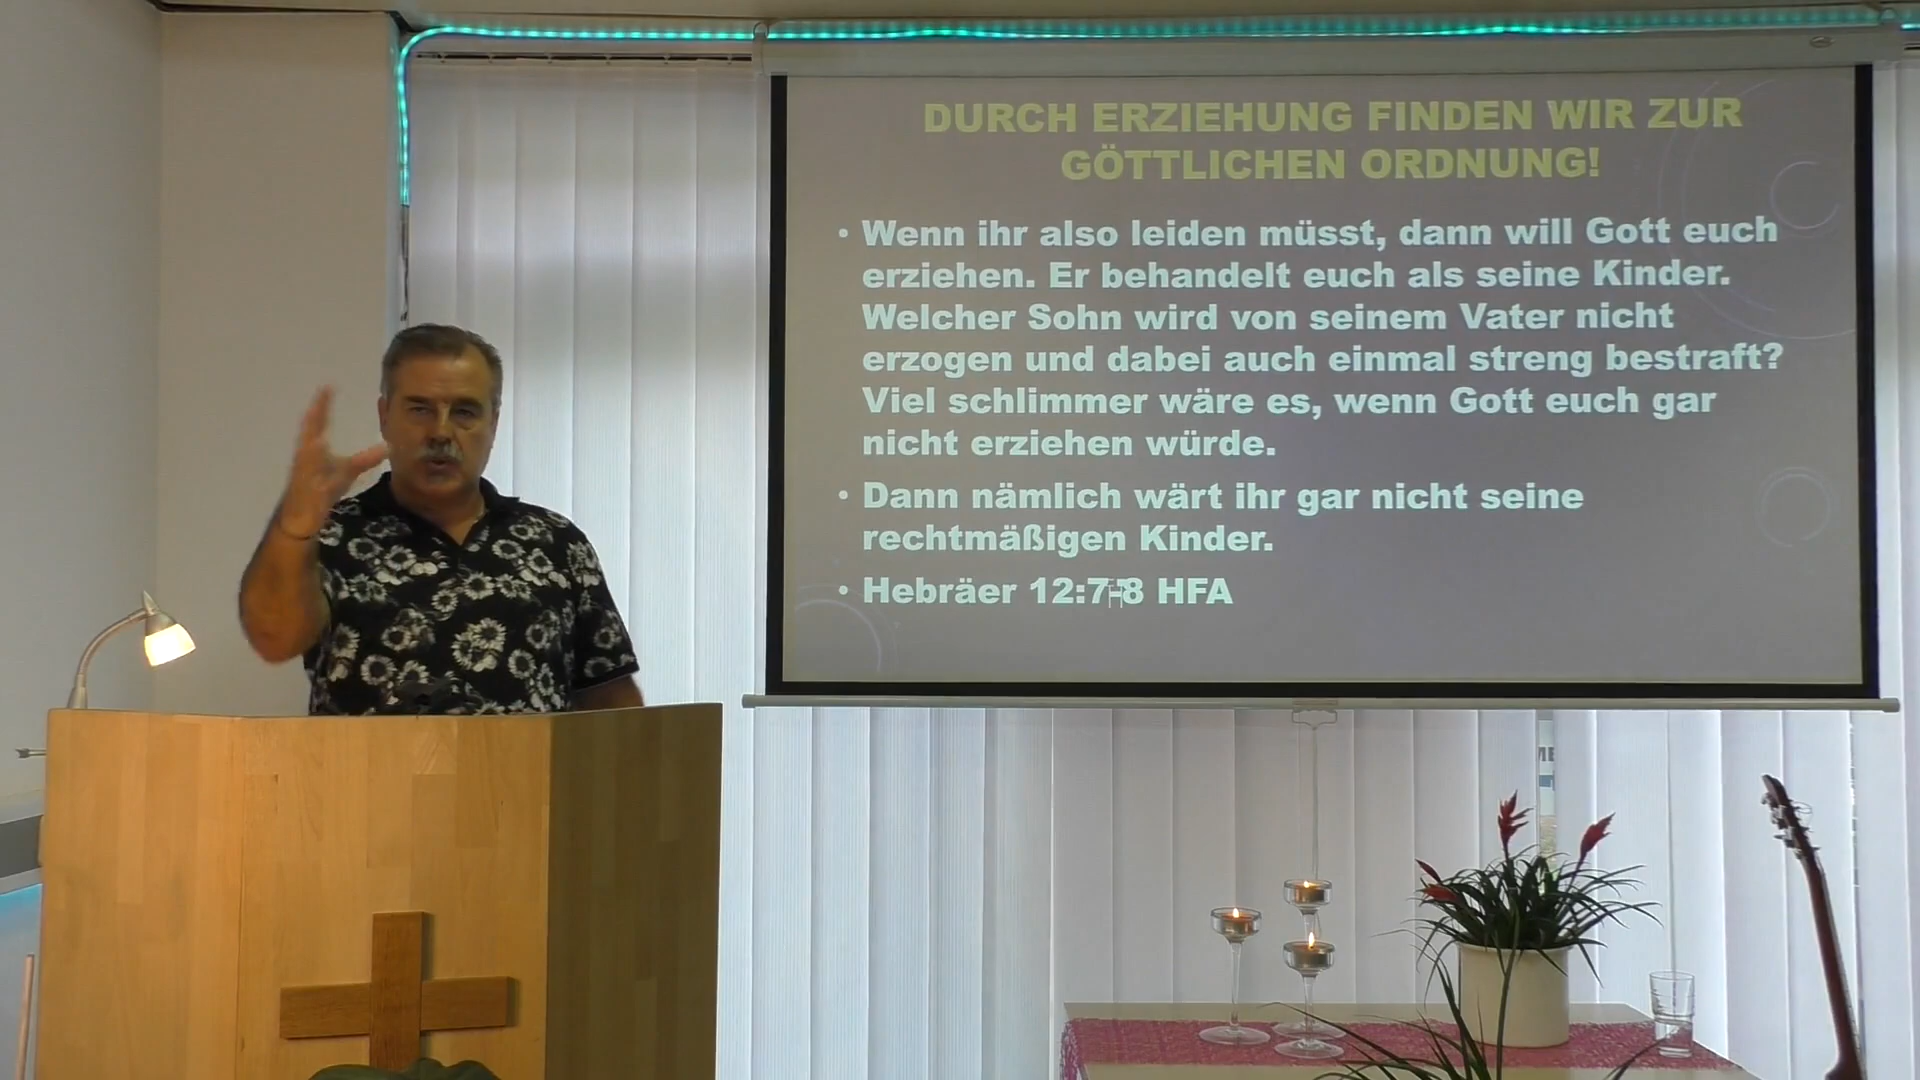 DURCH ERZIEHUNG FINDEN WIR ZUR
GÖTTLICHEN ORDNUNG!
• Wenn ihr also leiden müsst, dann will Gott euch
erziehen. Er behandelt euch als seine Kinder.
Welcher Sohn wird von seinem Vater nicht
erzogen und dabei auch einmal streng bestraft?
Viel schlimmer wäre es, wenn Gott euch gar
nicht erziehen würde.
• Dann nämlich wärt ihr gar nicht seine
rechtmäßigen Kinder.
• Hebräer 12:7-8 HFA